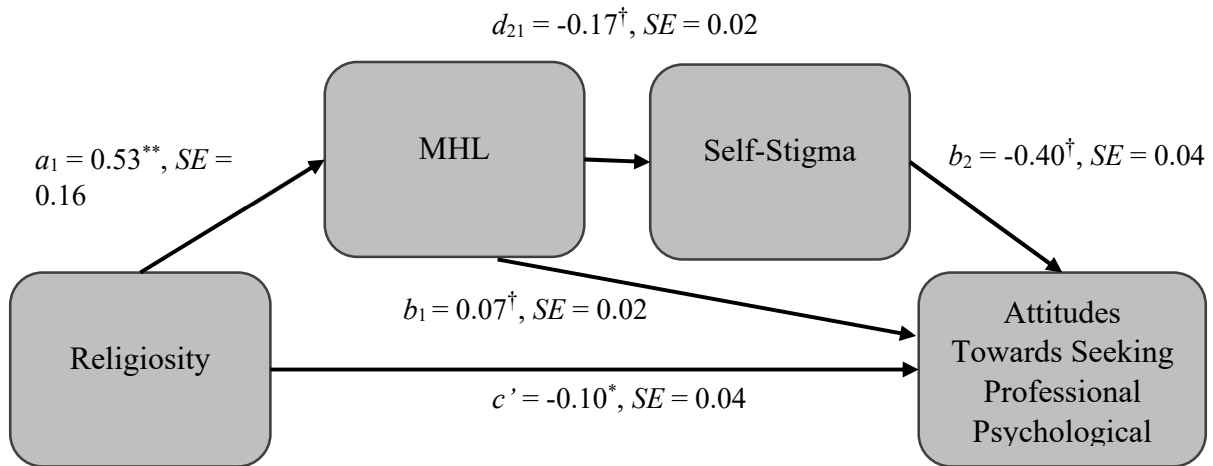 d21 = -0.17†, SE = 0.02
MHL
Self-Stigma
a1 = 0.53**, SE =
0.16
b2 = -0.40†, SE = 0.04
b1 = 0.07†, SE = 0.02
Religiosity
c’ = -0.10*, SE = 0.04
Attitudes
Towards Seeking
Professional
Psychological